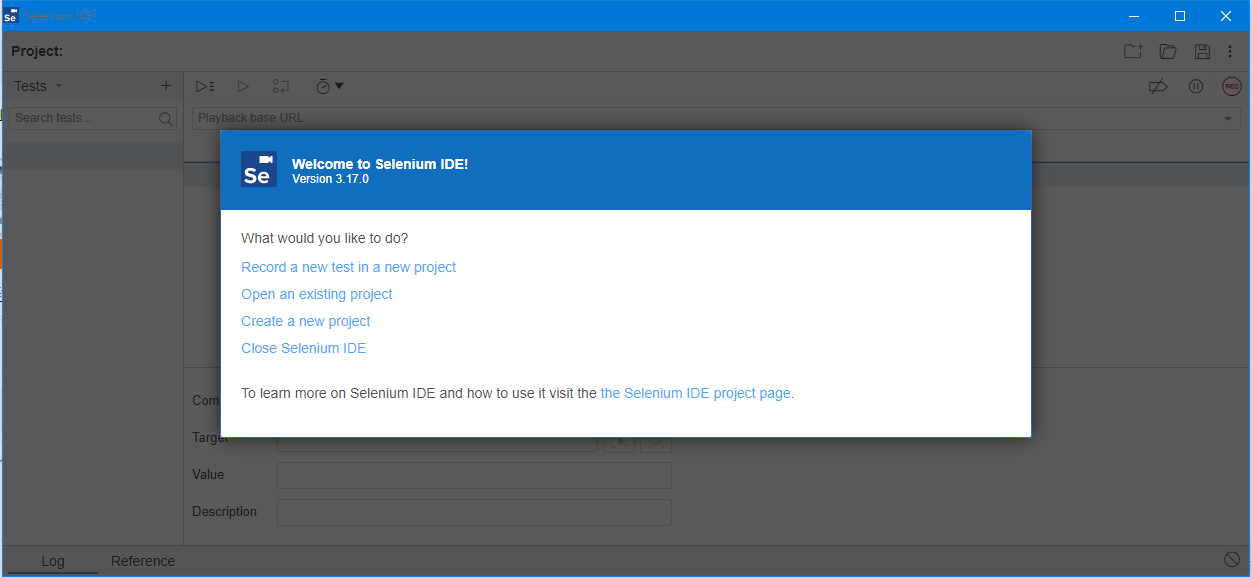 Se Selenium IDE
Project:
Tests
Search tests...
Playback base URL
REC
Se
Welcome to Selenium IDE!
Version 3.17.0
What would you like to do?
Record a new test in a new project
Open an existing project
Create a new project
Close Selenium IDE
To learn more on Selenium IDE and how to use it visit the the Selenium IDE project page.
Com
Target
Value
Description
Log Reference